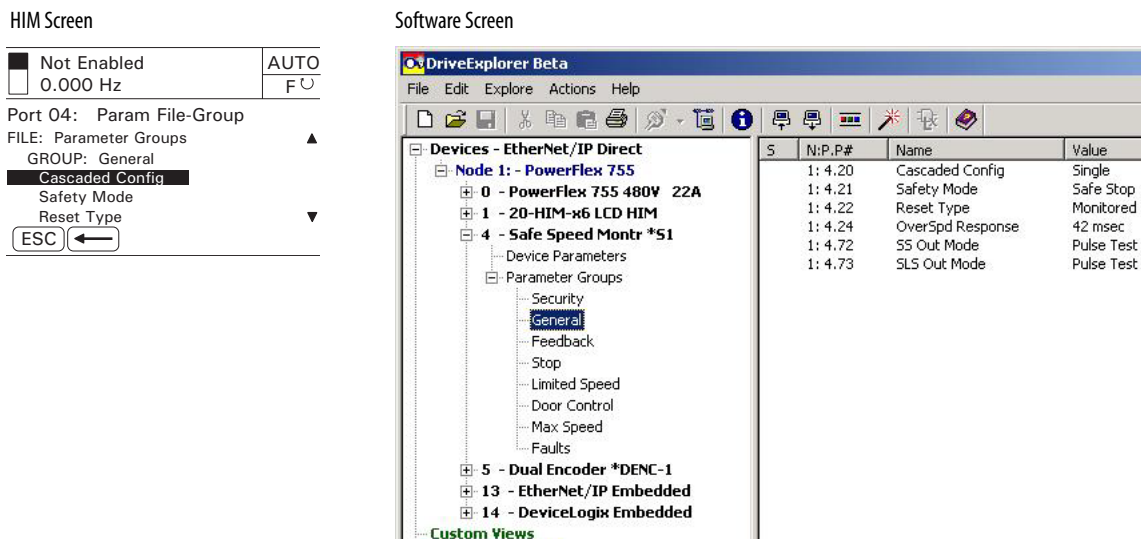 HIM Screen
Not Enabled AUTO
0.000 Hz F
Port 04: Param File-Group
FILE: Parameter Groups
GROUP: General
Cascaded Config
Safety Mode
Reset Type
ESC
Software Screen
DriveExplorer Beta
File Edit Explore Actions Help
Devices - EtherNet/IP Direct
Node 1: - PowerFlex 755
0 - PowerFlex 755 480V 22A
1 - 20-HIM-x6 LCD HIM
4 - Safe Speed Montr *S1
Device Parameters
Parameter Groups
Security
General
Feedback
Stop
Limited Speed
Door Control
Max Speed
Faults
5 - Dual Encoder *DENC-1
13 - EtherNet/IP Embedded
14 - DeviceLogix Embedded
Custom Views
S N:P.P# Name Value
1: 4.20 Cascaded Config Single
1: 4.21 Safety Mode Safe Stop
1: 4.22 Reset Type Monitored
1: 4.24 OverSpd Response 42 msec
1: 4.72 SS Out Mode Pulse Test
1: 4.73 SLS Out Mode Pulse Test